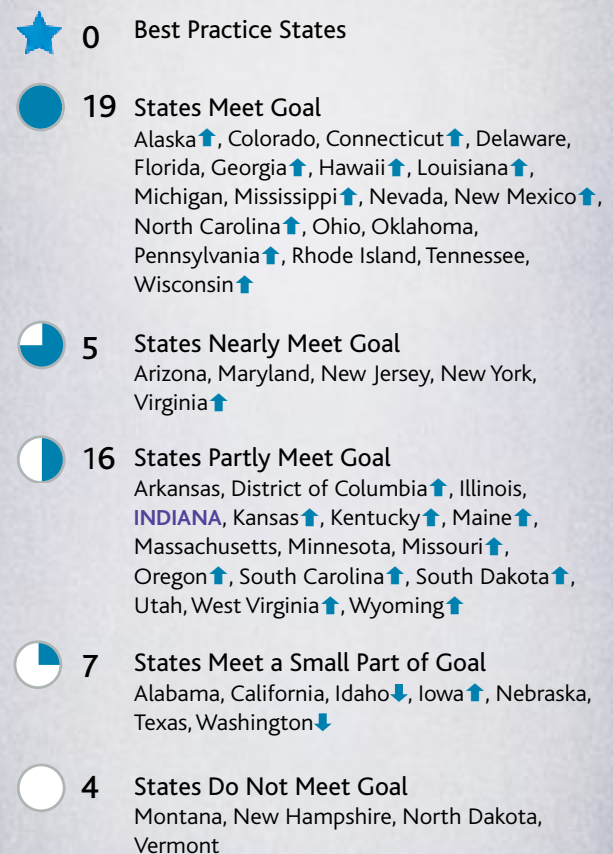 0 Best Practice States
19 States Meet Goal
Alaska⬆, Colorado, Connecticut⬆, Delaware,
Florida, Georgia⬆, Hawaii⬆, Louisiana⬆,
Michigan, Mississippi⬆, Nevada, New Mexico⬆,
North Carolina⬆, Ohio, Oklahoma,
Pennsylvania⬆, Rhode Island, Tennessee,
Wisconsin⬆
5 States Nearly Meet Goal
Arizona, Maryland, New Jersey, New York,
Virginia⬆
16 States Partly Meet Goal
Arkansas, District of Columbia⬆, Illinois,
INDIANA, Kansas⬆, Kentucky⬆, Maine⬆,
Massachusetts, Minnesota, Missouri⬆,
Oregon⬆, South Carolina⬆, South Dakota⬆,
Utah, West Virginia⬆, Wyoming⬆
7 States Meet a Small Part of Goal
Alabama, California, Idaho⬇, Iowa⬆, Nebraska,
Texas, Washington⬇
4 States Do Not Meet Goal
Montana, New Hampshire, North Dakota,
Vermont